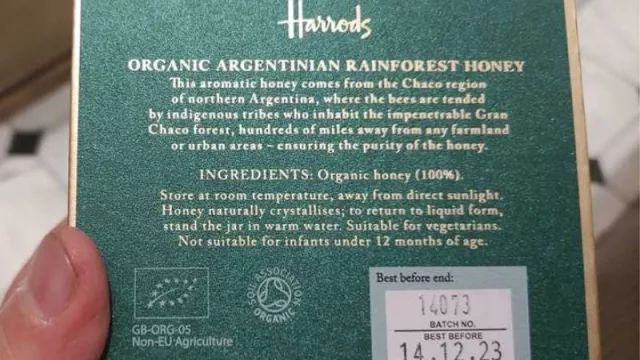 Harrods
ORGANIC ARGENTINIAN RAINFOREST HONEY
This aromatic honey comes from the Chaco region
of northern Argentina, where the bees are tended
by indigenous tribes who inhabit the impenetrable Gran
Chaco forest, hundreds of miles away from any farmland
or urban areas – ensuring the purity of the honey.
INGREDIENTS: Organic honey (100%).
Store at room temperature, away from direct sunlight.
Honey naturally crystallises; to return to liquid form,
stand the jar in warm water. Suitable for vegetarians.
Not suitable for infants under 12 months of age.
SOIL ASSOCIATION
ORGANIC
GB-ORG-05
Non-EU Agriculture
Best before end:
14073
BATCH NO.
BEST BEFORE
14.12.23